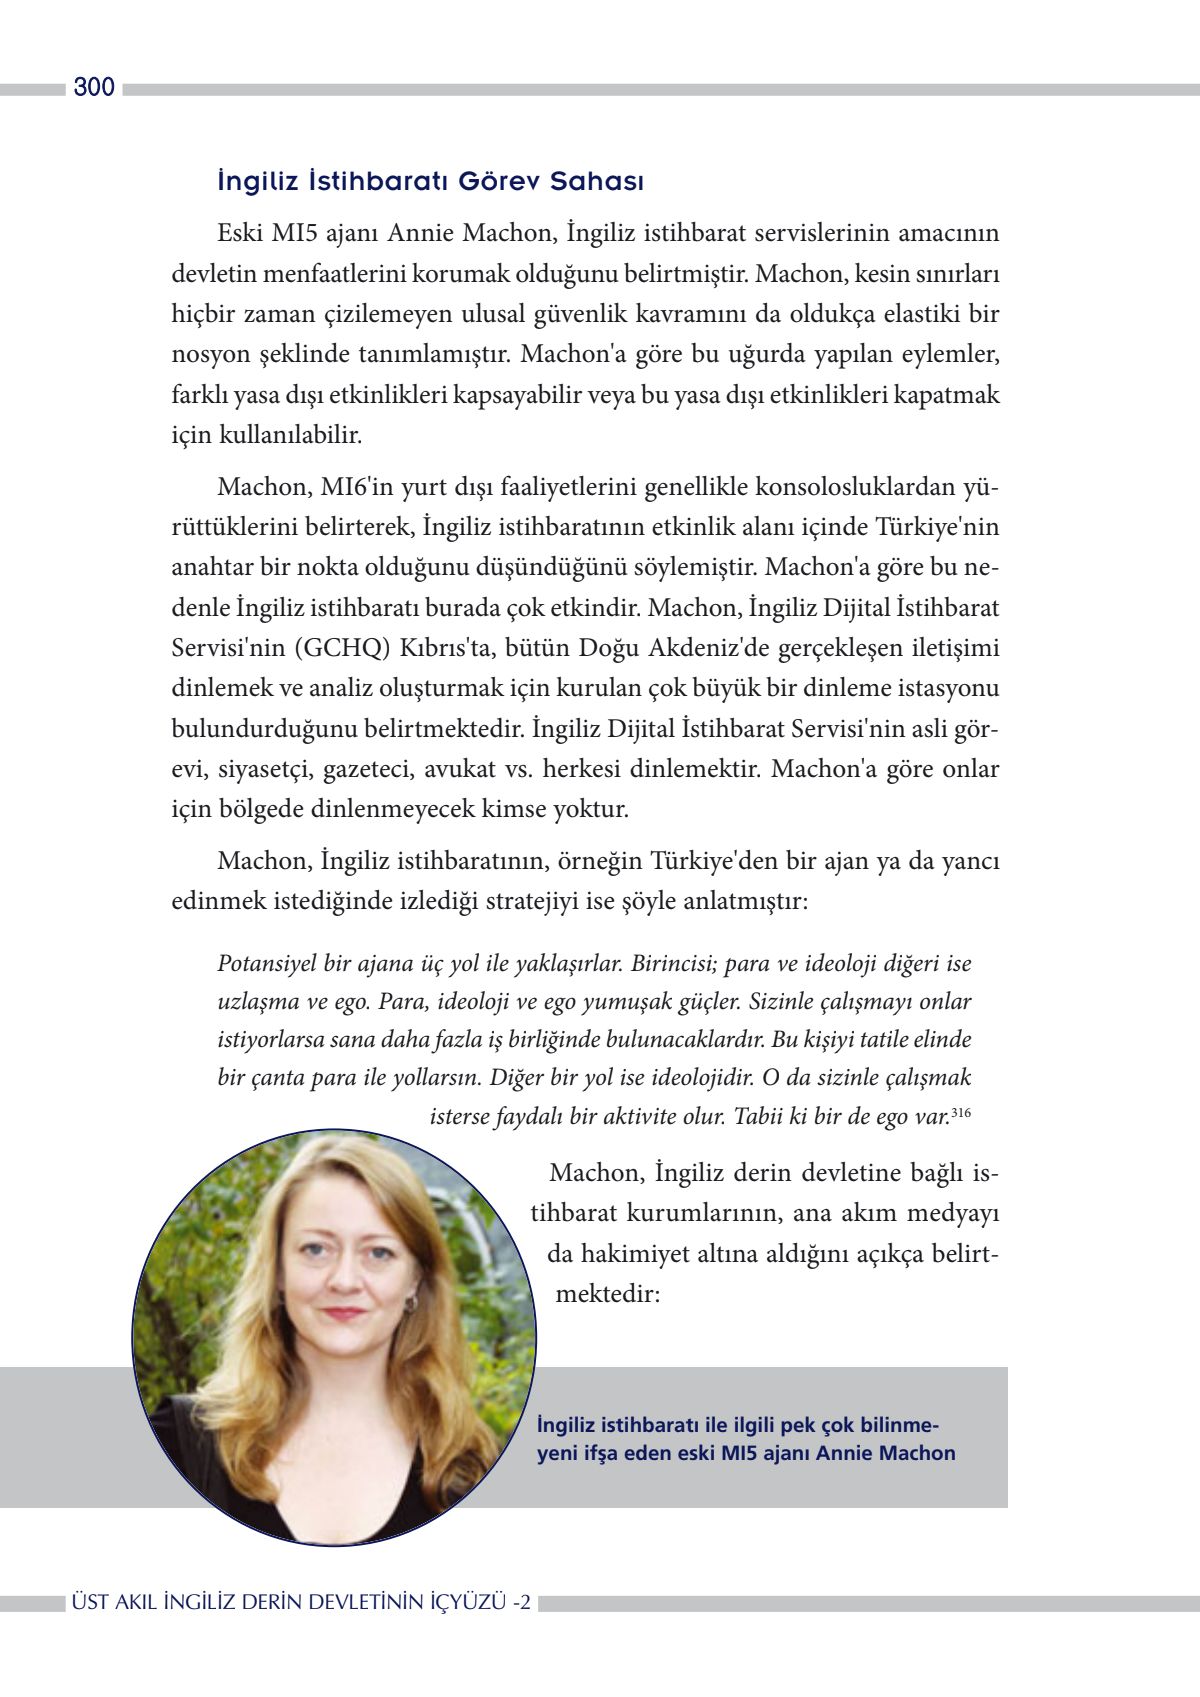 300
İngiliz İstihbaratı Görev Sahası
Eski MI5 ajanı Annie Machon, İngiliz istihbarat servislerinin amacının
devletin menfaatlerini korumak olduğunu belirtmiştir. Machon, kesin sınırları
hiçbir zaman çizilemeyen ulusal güvenlik kavramını da oldukça elastiki bir
nosyon şeklinde tanımlamıştır. Machon'a göre bu uğurda yapılan eylemler,
farklı yasa dışı etkinlikleri kapsayabilir veya bu yasa dışı etkinlikleri kapatmak
için kullanılabilir.
Machon, MI6'in yurt dışı faaliyetlerini genellikle konsolosluklardan yü-
rüttüklerini belirterek, İngiliz istihbaratının etkinlik alanı içinde Türkiye'nin
anahtar bir nokta olduğunu düşündüğünü söylemiştir. Machon'a göre bu ne-
denle İngiliz istihbaratı burada çok etkindir. Machon, İngiliz Dijital İstihbarat
Servisi'nin (GCHQ) Kıbrıs'ta, bütün Doğu Akdeniz'de gerçekleşen iletişimi
dinlemek ve analiz oluşturmak için kurulan çok büyük bir dinleme istasyonu
bulundurduğunu belirtmektedir. İngiliz Dijital İstihbarat Servisi'nin asli gör-
evi, siyasetçi, gazeteci, avukat vs. herkesi dinlemektir. Machon'a göre onlar
için bölgede dinlenmeyecek kimse yoktur.
Machon, İngiliz istihbaratının, örneğin Türkiye'den bir ajan ya da yancı
edinmek istediğinde izlediği stratejiyi ise şöyle anlatmıştır:
Potansiyel bir ajana üç yol ile yaklaşırlar. Birincisi; para ve ideoloji diğeri ise
uzlaşma ve ego. Para, ideoloji ve ego yumuşak güçler. Sizinle çalışmayı onlar
istiyorlarsa sana daha fazla iş birliğinde bulunacaklardır. Bu kişiyi tatile elinde
bir çanta para ile yollarsın. Diğer bir yol ise ideolojidir. O da sizinle çalışmak
isterse faydalı bir aktivite olur. Tabii ki bir de ego var.³¹⁶
Machon, İngiliz derin devletine bağlı is-
tihbarat kurumlarının, ana akım medyayı
da hakimiyet altına aldığını açıkça belirt-
mektedir:
İngiliz istihbaratı ile ilgili pek çok bilinme-
yeni ifşa eden eski MI5 ajanı Annie Machon
ÜST AKIL İNGİLİZ DERİN DEVLETİNİN İÇYÜZÜ -2